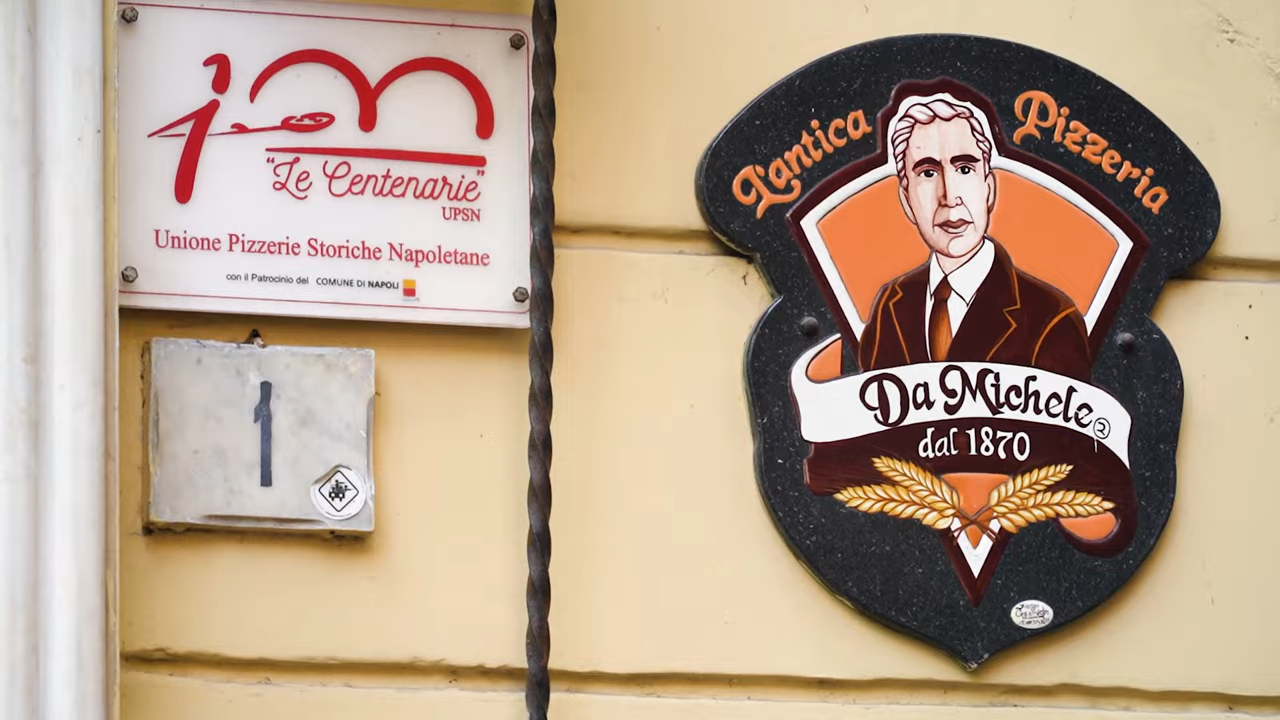 "Le Centenarie"
UPSN
Unione Pizzerie Storiche Napoletane
con il Patrocinio del COMUNE DI NAPOLI
1
L'antica Pizzeria
Da Michele
dal 1870